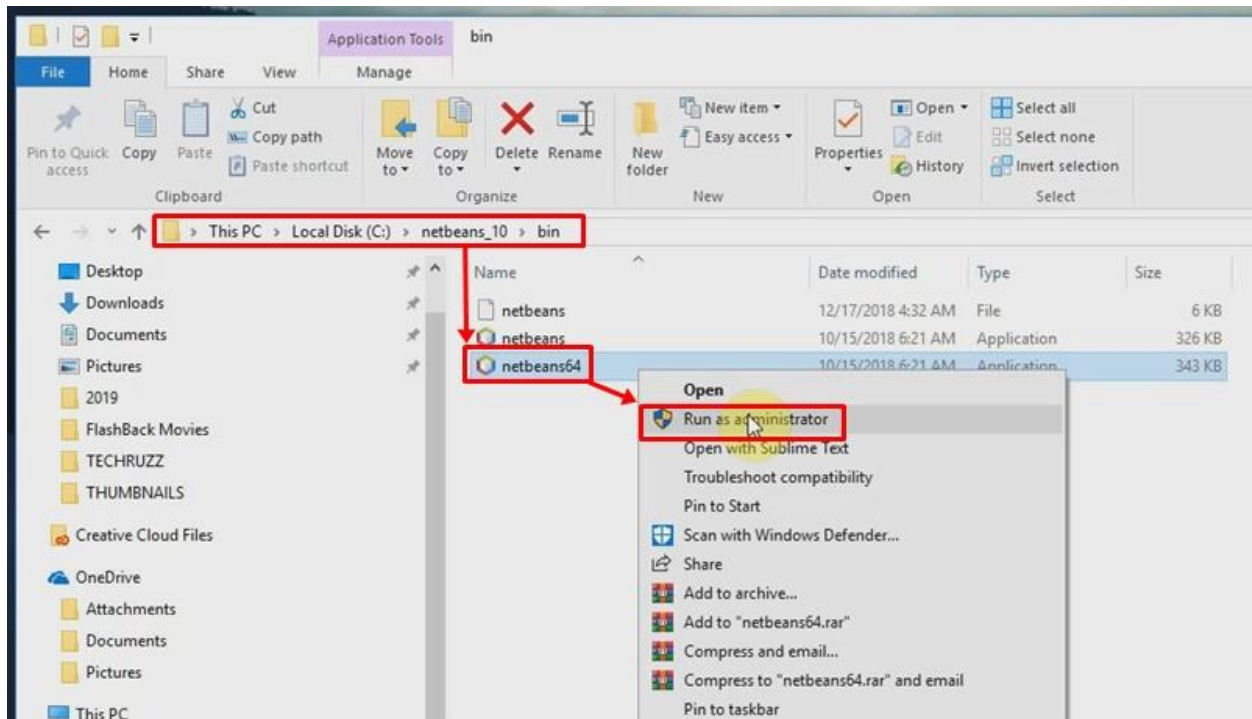 Application Tools
bin
File
Home
Share
View
Manage
Pin to Quick access
Copy
Paste
Cut
Copy path
Paste shortcut
Clipboard
Move to
Copy to
Delete
Rename
Organize
New folder
New item
Easy access
New
Properties
Open
Edit
History
Open
Select all
Select none
Invert selection
Select
This PC > Local Disk (C:) > netbeans_10 > bin
Desktop
Downloads
Documents
Pictures
2019
FlashBack Movies
TECHRUZZ
THUMBNAILS
Creative Cloud Files
OneDrive
Attachments
Documents
Pictures
This PC
Name Date modified Type Size
netbeans 12/17/2018 4:32 AM File 6 KB
netbeans 10/15/2018 6:21 AM Application 326 KB
netbeans64 10/15/2018 6:21 AM Application 343 KB
Open
Run as administrator
Open with Sublime Text
Troubleshoot compatibility
Pin to Start
Scan with Windows Defender...
Share
Add to archive...
Add to "netbeans64.rar"
Compress and email...
Compress to "netbeans64.rar" and email
Pin to taskbar